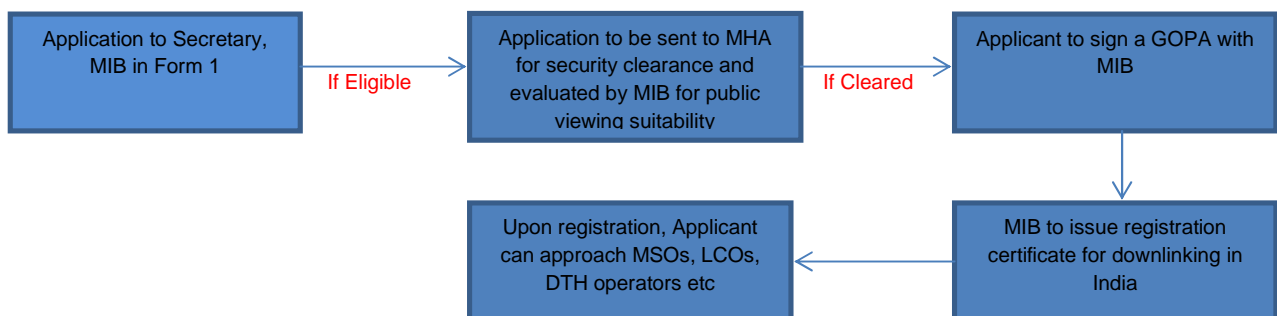 Application to Secretary,
MIB in Form 1
If Eligible
Application to be sent to MHA
for security clearance and
evaluated by MIB for public
viewing suitability
If Cleared
Applicant to sign a GOPA with
MIB
MIB to issue registration
certificate for downlinking in
India
Upon registration, Applicant
can approach MSOs, LCOs,
DTH operators etc